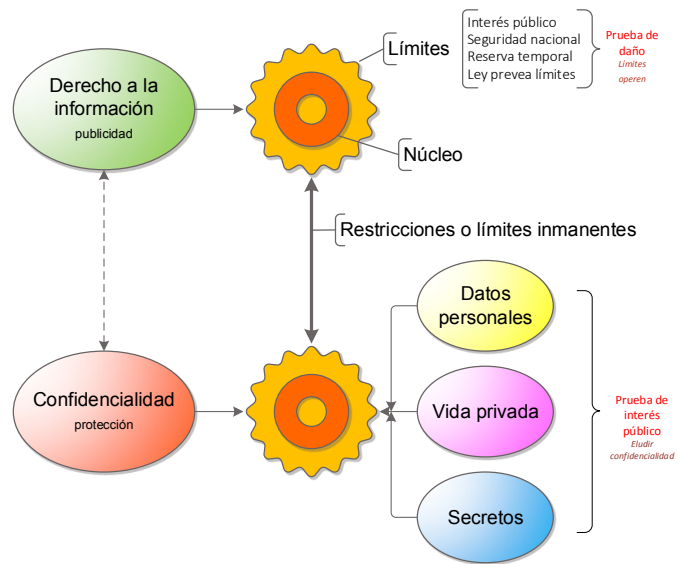 Derecho a la
información
publicidad
Límites
Interés público
Seguridad nacional
Reserva temporal
Ley prevea límites
Prueba de
daño
Límites
operen
Núcleo
Restricciones o límites inmanentes
Confidencialidad
protección
Datos
personales
Vida privada
Secretos
Prueba de
interés
público
Eludir
confidencialidad